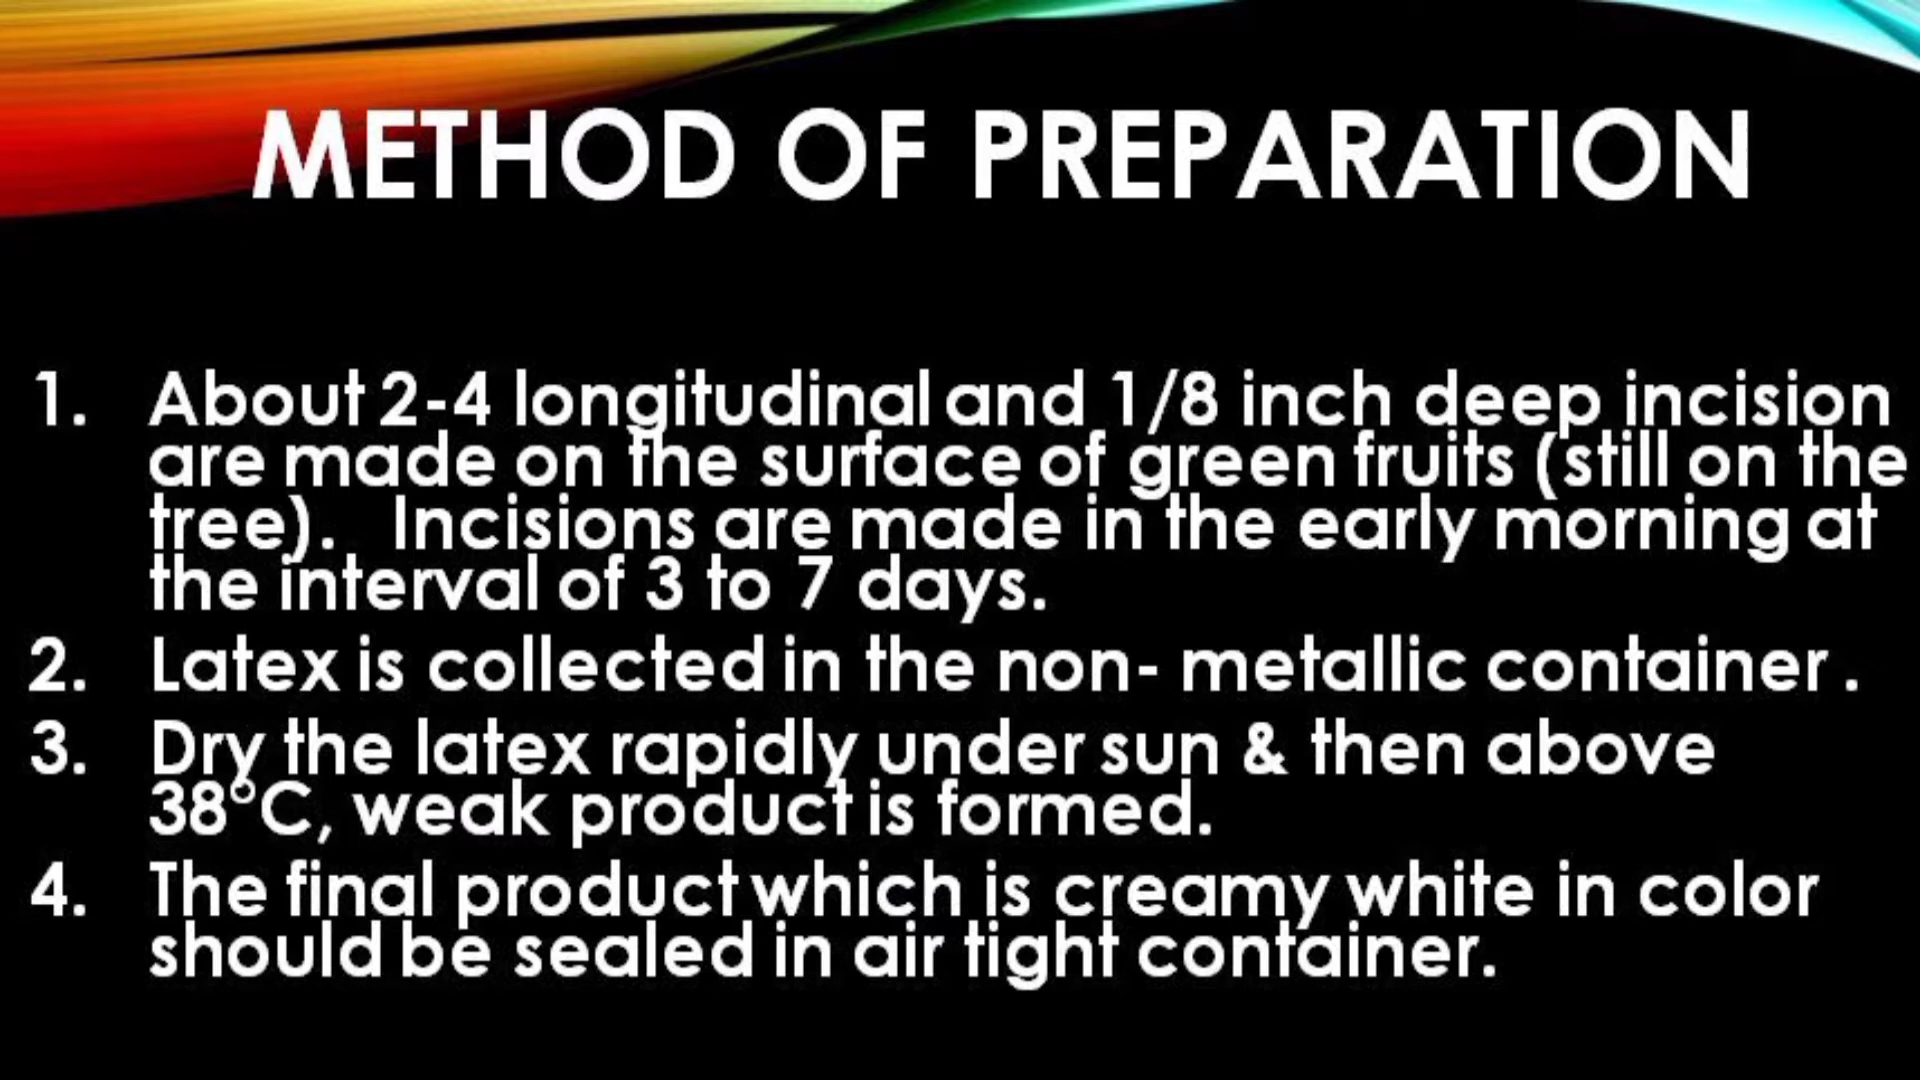 METHOD OF PREPARATION
1. About 2-4 longitudinal and 1/8 inch deep incision
are made on the surface of green fruits (still on the
tree). Incisions are made in the early morning at
the interval of 3 to 7 days.
2. Latex is collected in the non- metallic container .
3. Dry the latex rapidly under sun & then above
38°C, weak product is formed.
4. The final product which is creamy white in color
should be sealed in air tight container.